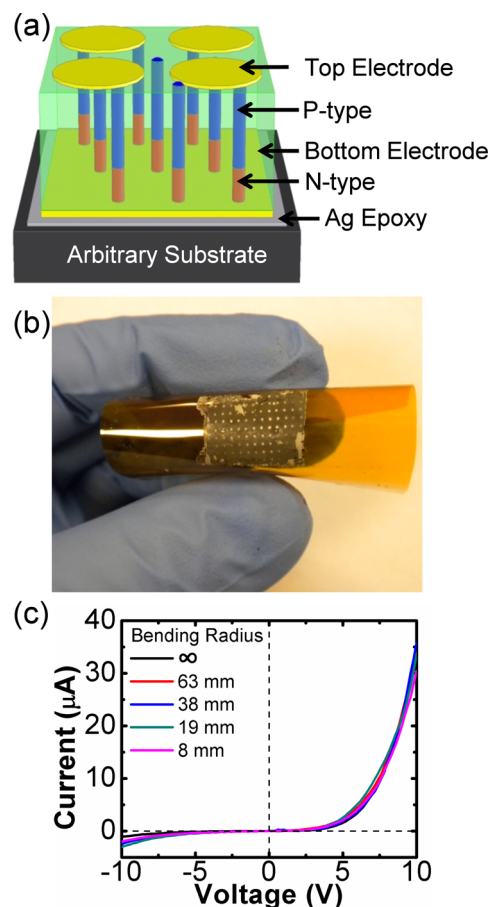 (a)
Top Electrode
P-type
Bottom Electrode
N-type
Ag Epoxy
Arbitrary Substrate
(b)
(c)
40
30
20
10
0
Current (μA)
Bending Radius
∞
63 mm
38 mm
19 mm
8 mm
-10 -5 0 5 10
Voltage (V)